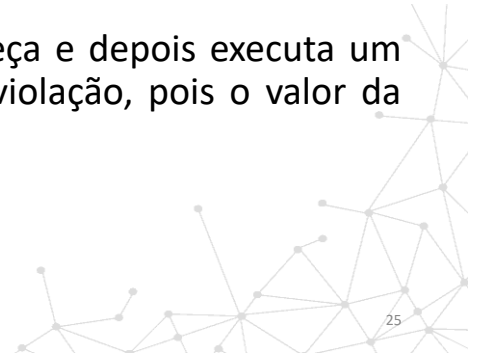 eça e depois executa um
violação, pois o valor da
25